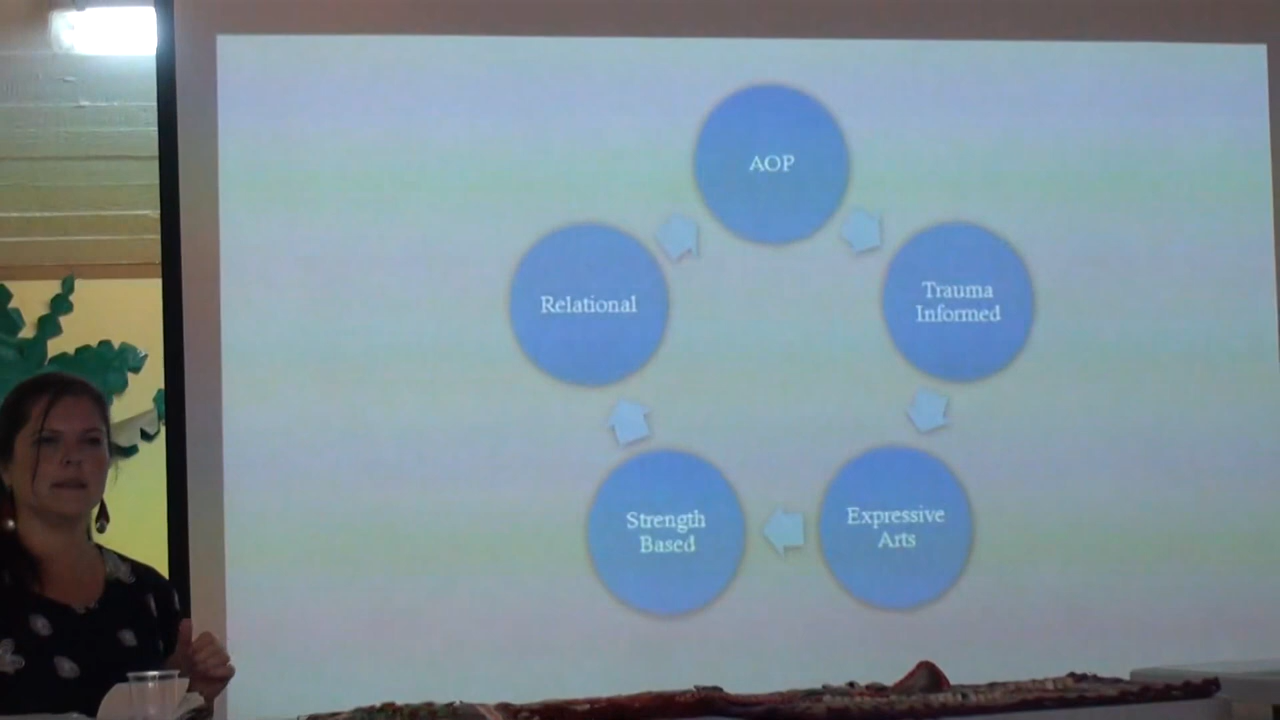 AOP
Trauma
Informed
Expressive
Arts
Strength
Based
Relational